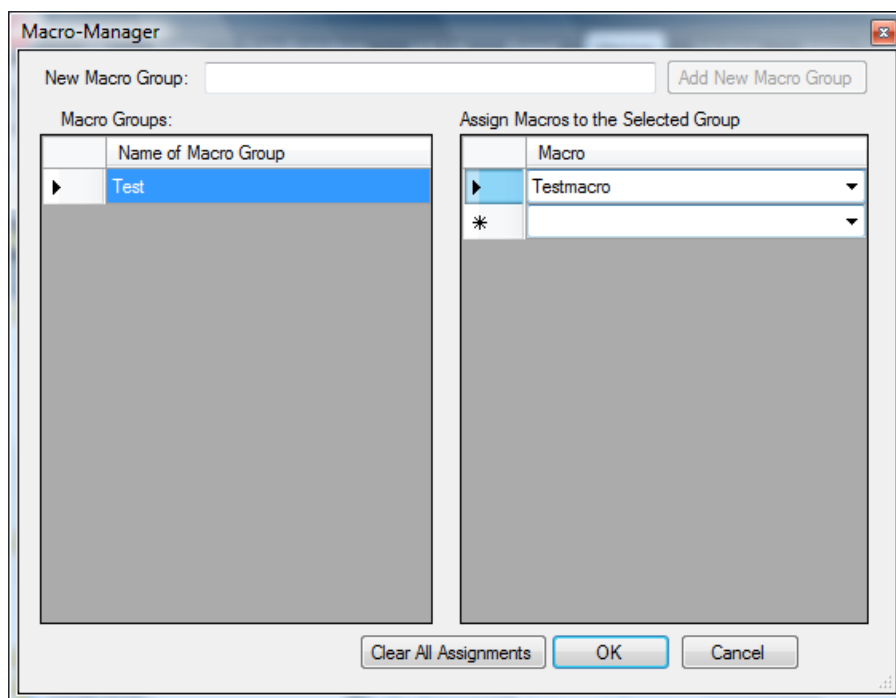 Macro-Manager
New Macro Group: Add New Macro Group
Macro Groups: Assign Macros to the Selected Group
Name of Macro Group Macro
Test Testmacro
Clear All Assignments OK Cancel